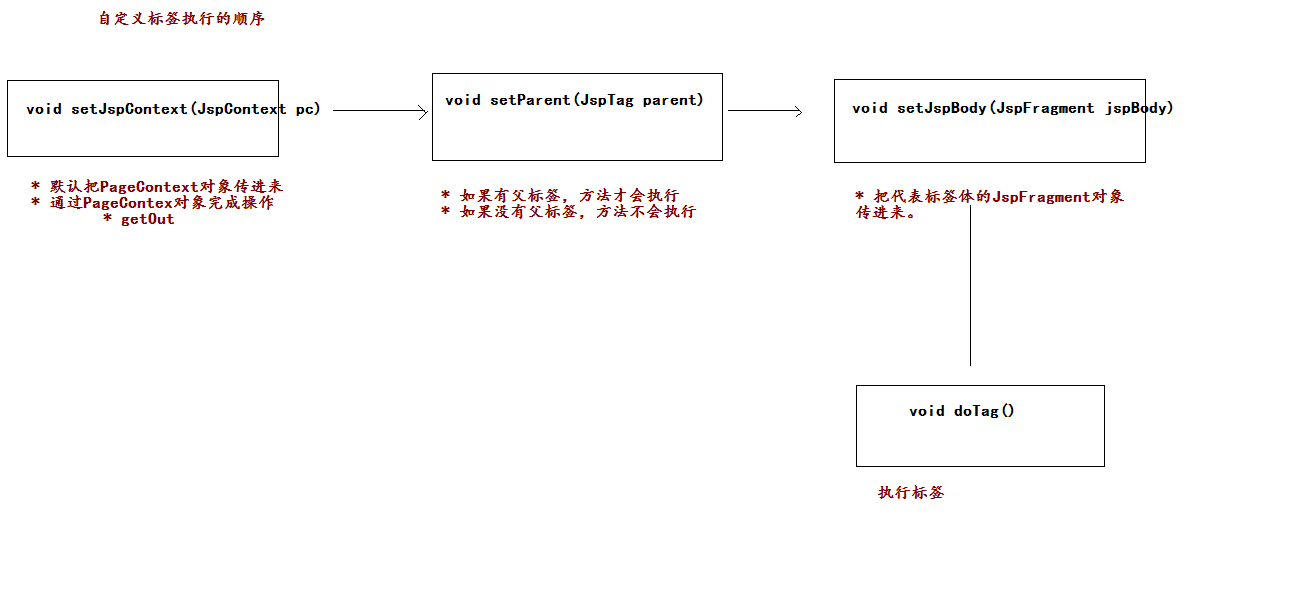 自定义标签执行的顺序
void setJspContext(JspContext pc)
* 默认把PageContext对象传进来
* 通过PageContex对象完成操作
* getOut
void setParent(JspTag parent)
* 如果有父标签，方法才会执行
* 如果没有父标签，方法不会执行
void setJspBody(JspFragment jspBody)
* 把代表标签体的JspFragment对象
传进来。
void doTag()
执行标签